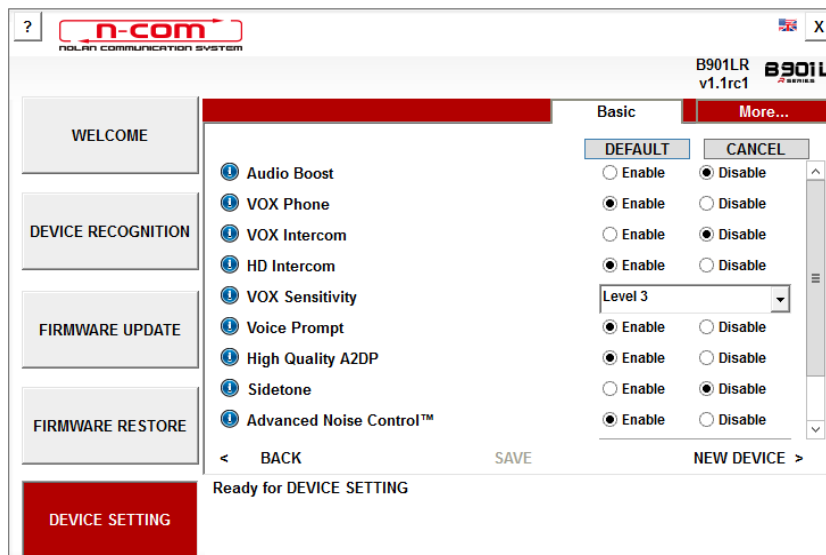 ?
n-com
NOLAN COMMUNICATION SYSTEM
X
B901LR
v1.1rc1
B901L
R SERIES
WELCOME
DEVICE RECOGNITION
FIRMWARE UPDATE
FIRMWARE RESTORE
DEVICE SETTING
Basic
More...
DEFAULT CANCEL
Audio Boost Enable Disable
VOX Phone Enable Disable
VOX Intercom Enable Disable
HD Intercom Enable Disable
VOX Sensitivity Level 3
Voice Prompt Enable Disable
High Quality A2DP Enable Disable
Sidetone Enable Disable
Advanced Noise Control™ Enable Disable
< BACK SAVE NEW DEVICE >
Ready for DEVICE SETTING